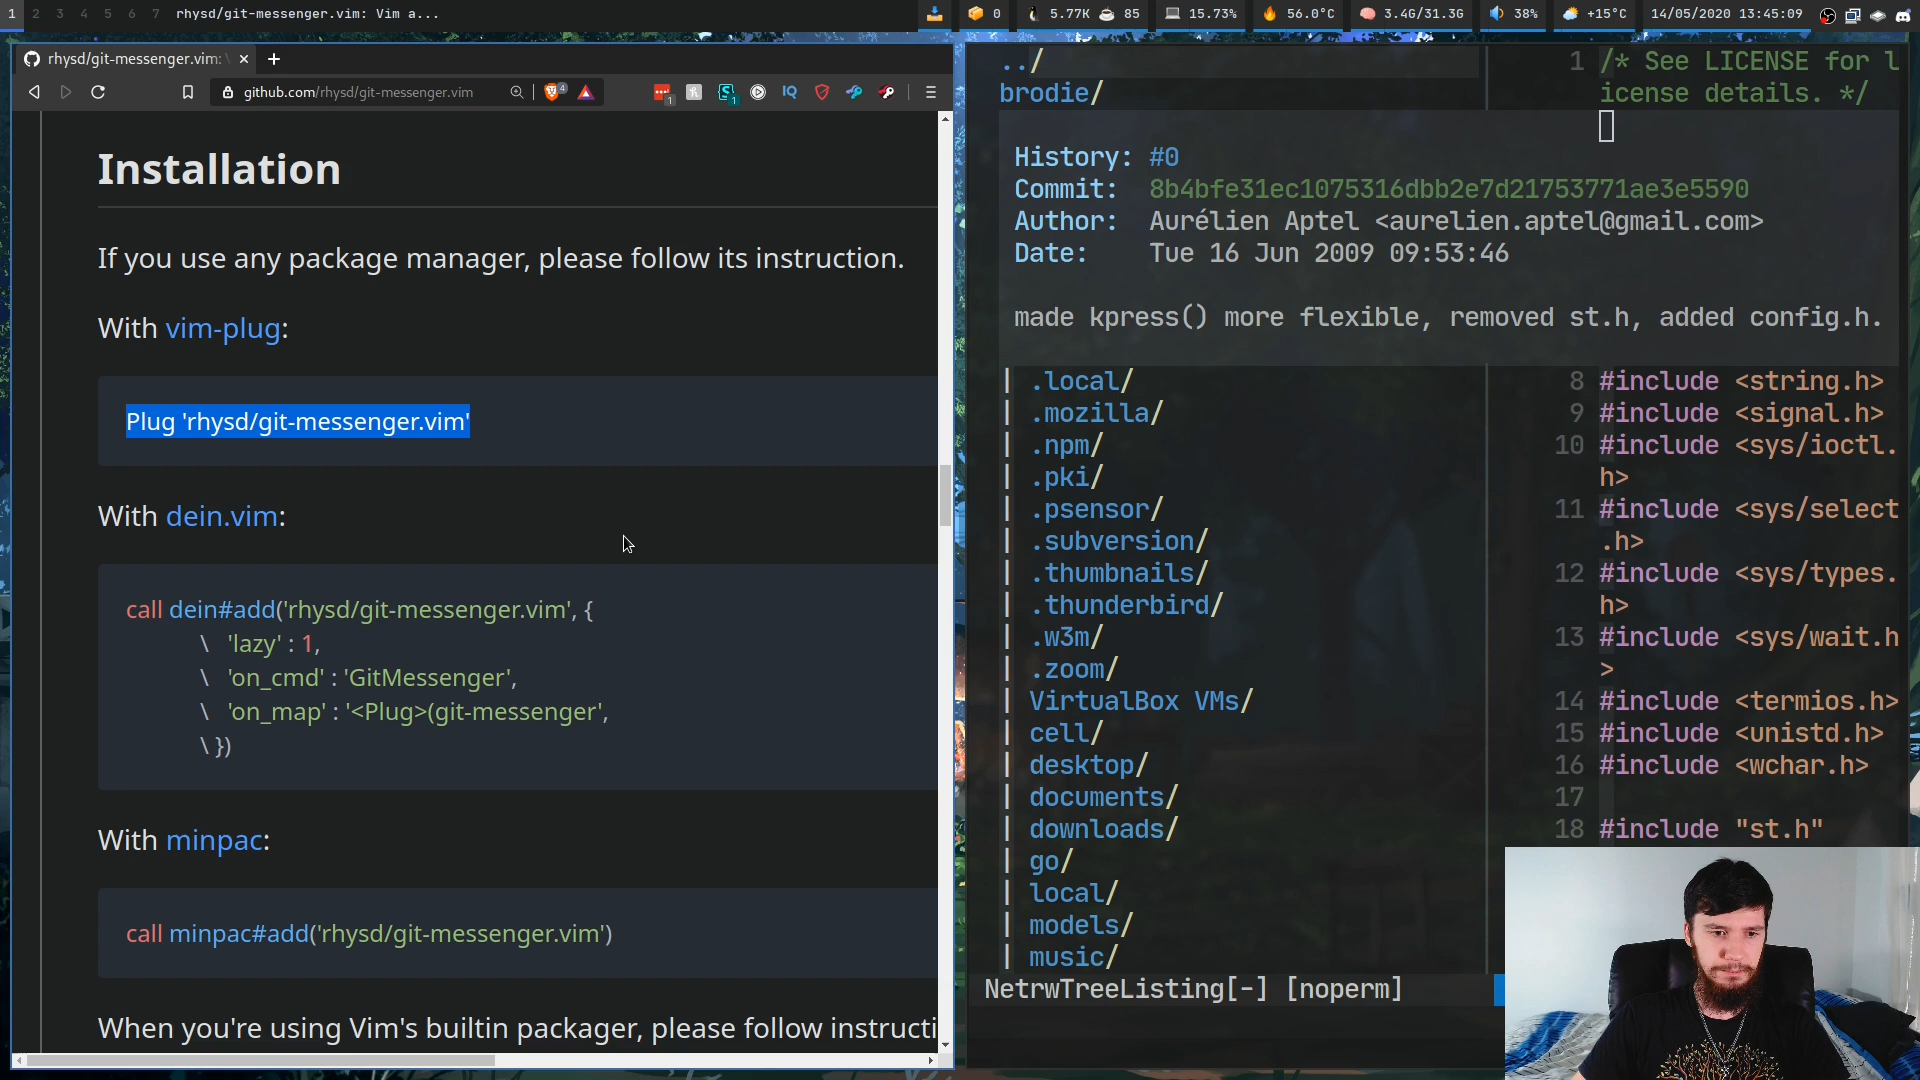 1 2 3 4 5 6 7 rhysd/git-messenger.vim: Vim a...
0 5.77K 85 15.73% 56.0°C 3.4G/31.3G 38% +15°C 14/05/2020 13:45:09
rhysd/git-messenger.vim:
github.com/rhysd/git-messenger.vim
4 1 1 IQ
Installation
If you use any package manager, please follow its instruction.
With vim-plug:
Plug 'rhysd/git-messenger.vim'
With dein.vim:
call dein#add('rhysd/git-messenger.vim', {
\ 'lazy' : 1,
\ 'on_cmd' : 'GitMessenger',
\ 'on_map' : '<Plug>(git-messenger',
\ })
With minpac:
call minpac#add('rhysd/git-messenger.vim')
When you're using Vim's builtin packager, please follow instructi
../
brodie/
History: #0
Commit: 8b4bfe31ec1075316dbb2e7d21753771ae3e5590
Author: Aurélien Aptel <aurelien.aptel@gmail.com>
Date: Tue 16 Jun 2009 09:53:46
made kpress() more flexible, removed st.h, added config.h.
| .local/
| .mozilla/
| .npm/
| .pki/
| .psensor/
| .subversion/
| .thumbnails/
| .thunderbird/
| .w3m/
| .zoom/
| VirtualBox VMs/
| cell/
| desktop/
| documents/
| downloads/
| go/
| local/
| models/
| music/
NetrwTreeListing[-] [noperm]
1 /* See LICENSE for l
icense details. */
8 #include <string.h>
9 #include <signal.h>
10 #include <sys/ioctl.
h>
11 #include <sys/select
.h>
12 #include <sys/types.
h>
13 #include <sys/wait.h
>
14 #include <termios.h>
15 #include <unistd.h>
16 #include <wchar.h>
17
18 #include "st.h"